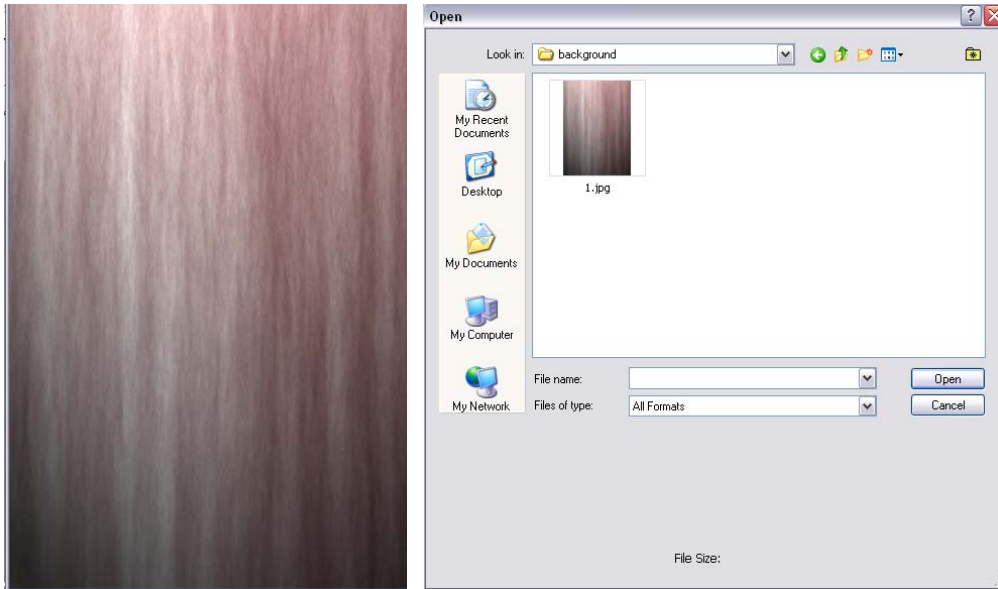 Open
Look in: background
My Recent
Documents
1.jpg
Desktop
My Documents
My Computer
My Network
File name:
Open
Files of type: All Formats
Cancel
File Size: